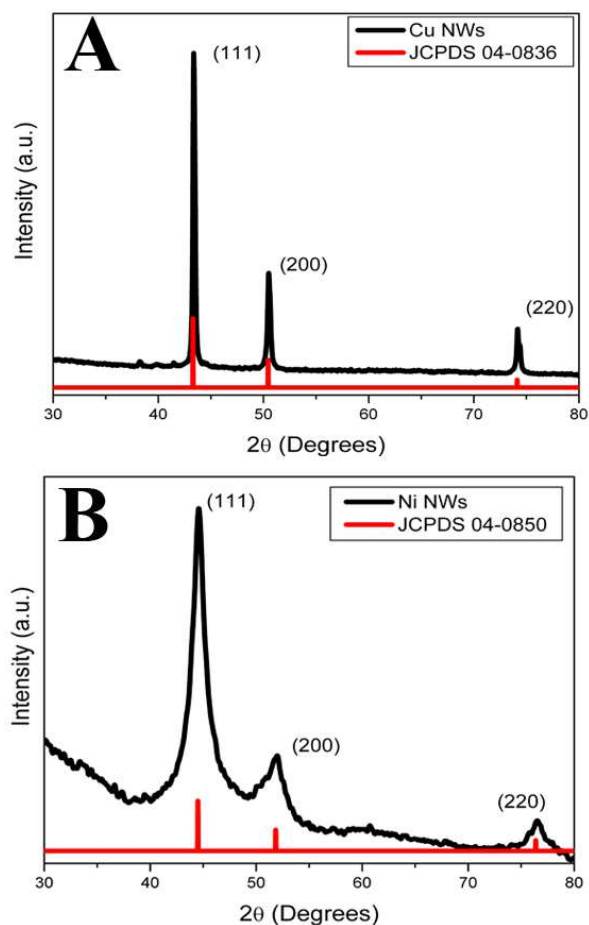 A
Cu NWs
JCPDS 04-0836
(111)
(200)
(220)
Intensity (a.u.)
30 40 50 60 70 80
2θ (Degrees)
B
Ni NWs
JCPDS 04-0850
(111)
(200)
(220)
Intensity (a.u.)
30 40 50 60 70 80
2θ (Degrees)